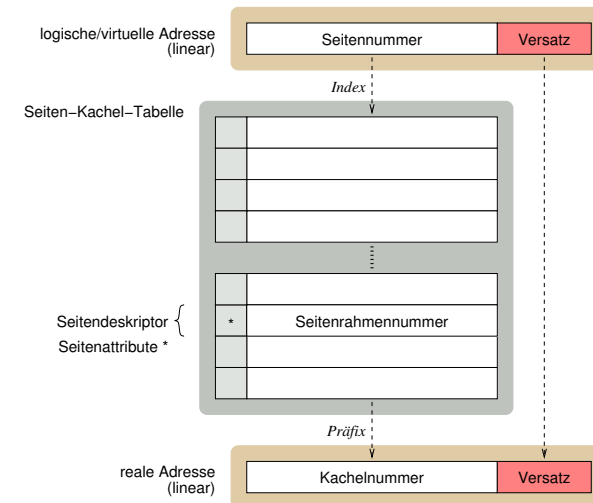 logische/virtuelle Adresse
(linear)
Seitennummer
Versatz
Index
Seiten−Kachel−Tabelle
Seitendeskriptor
*
Seitenrahmennummer
Seitenattribute *
Präfix
reale Adresse
(linear)
Kachelnummer
Versatz